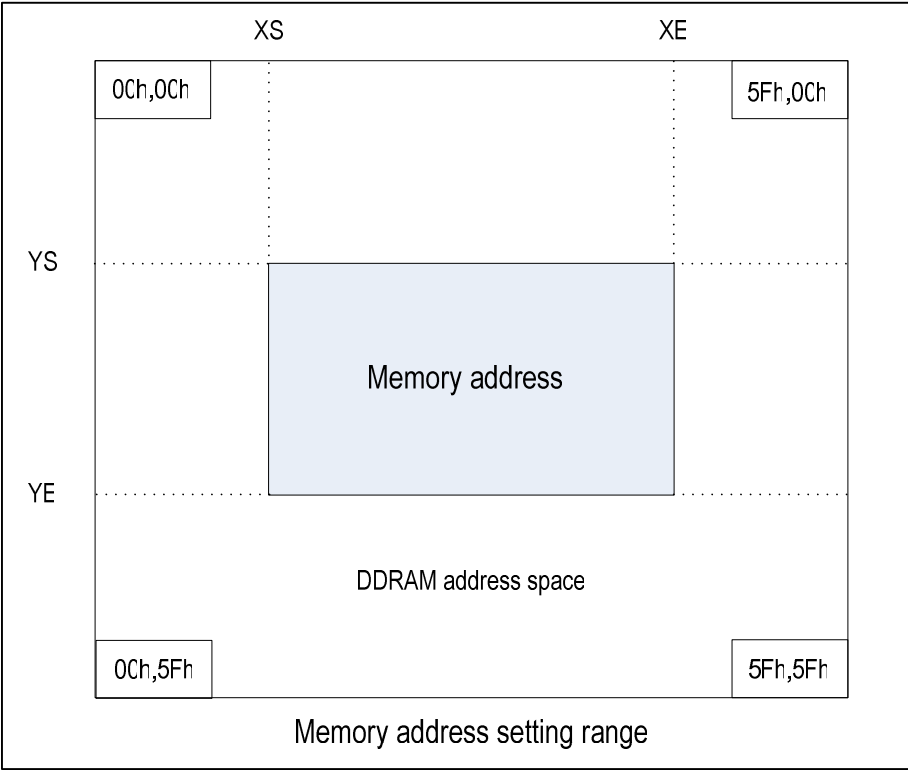 XS XE
0Ch,0Ch 5Fh,0Ch
YS
Memory address
YE
DDRAM address space
0Ch,5Fh 5Fh,5Fh
Memory address setting range